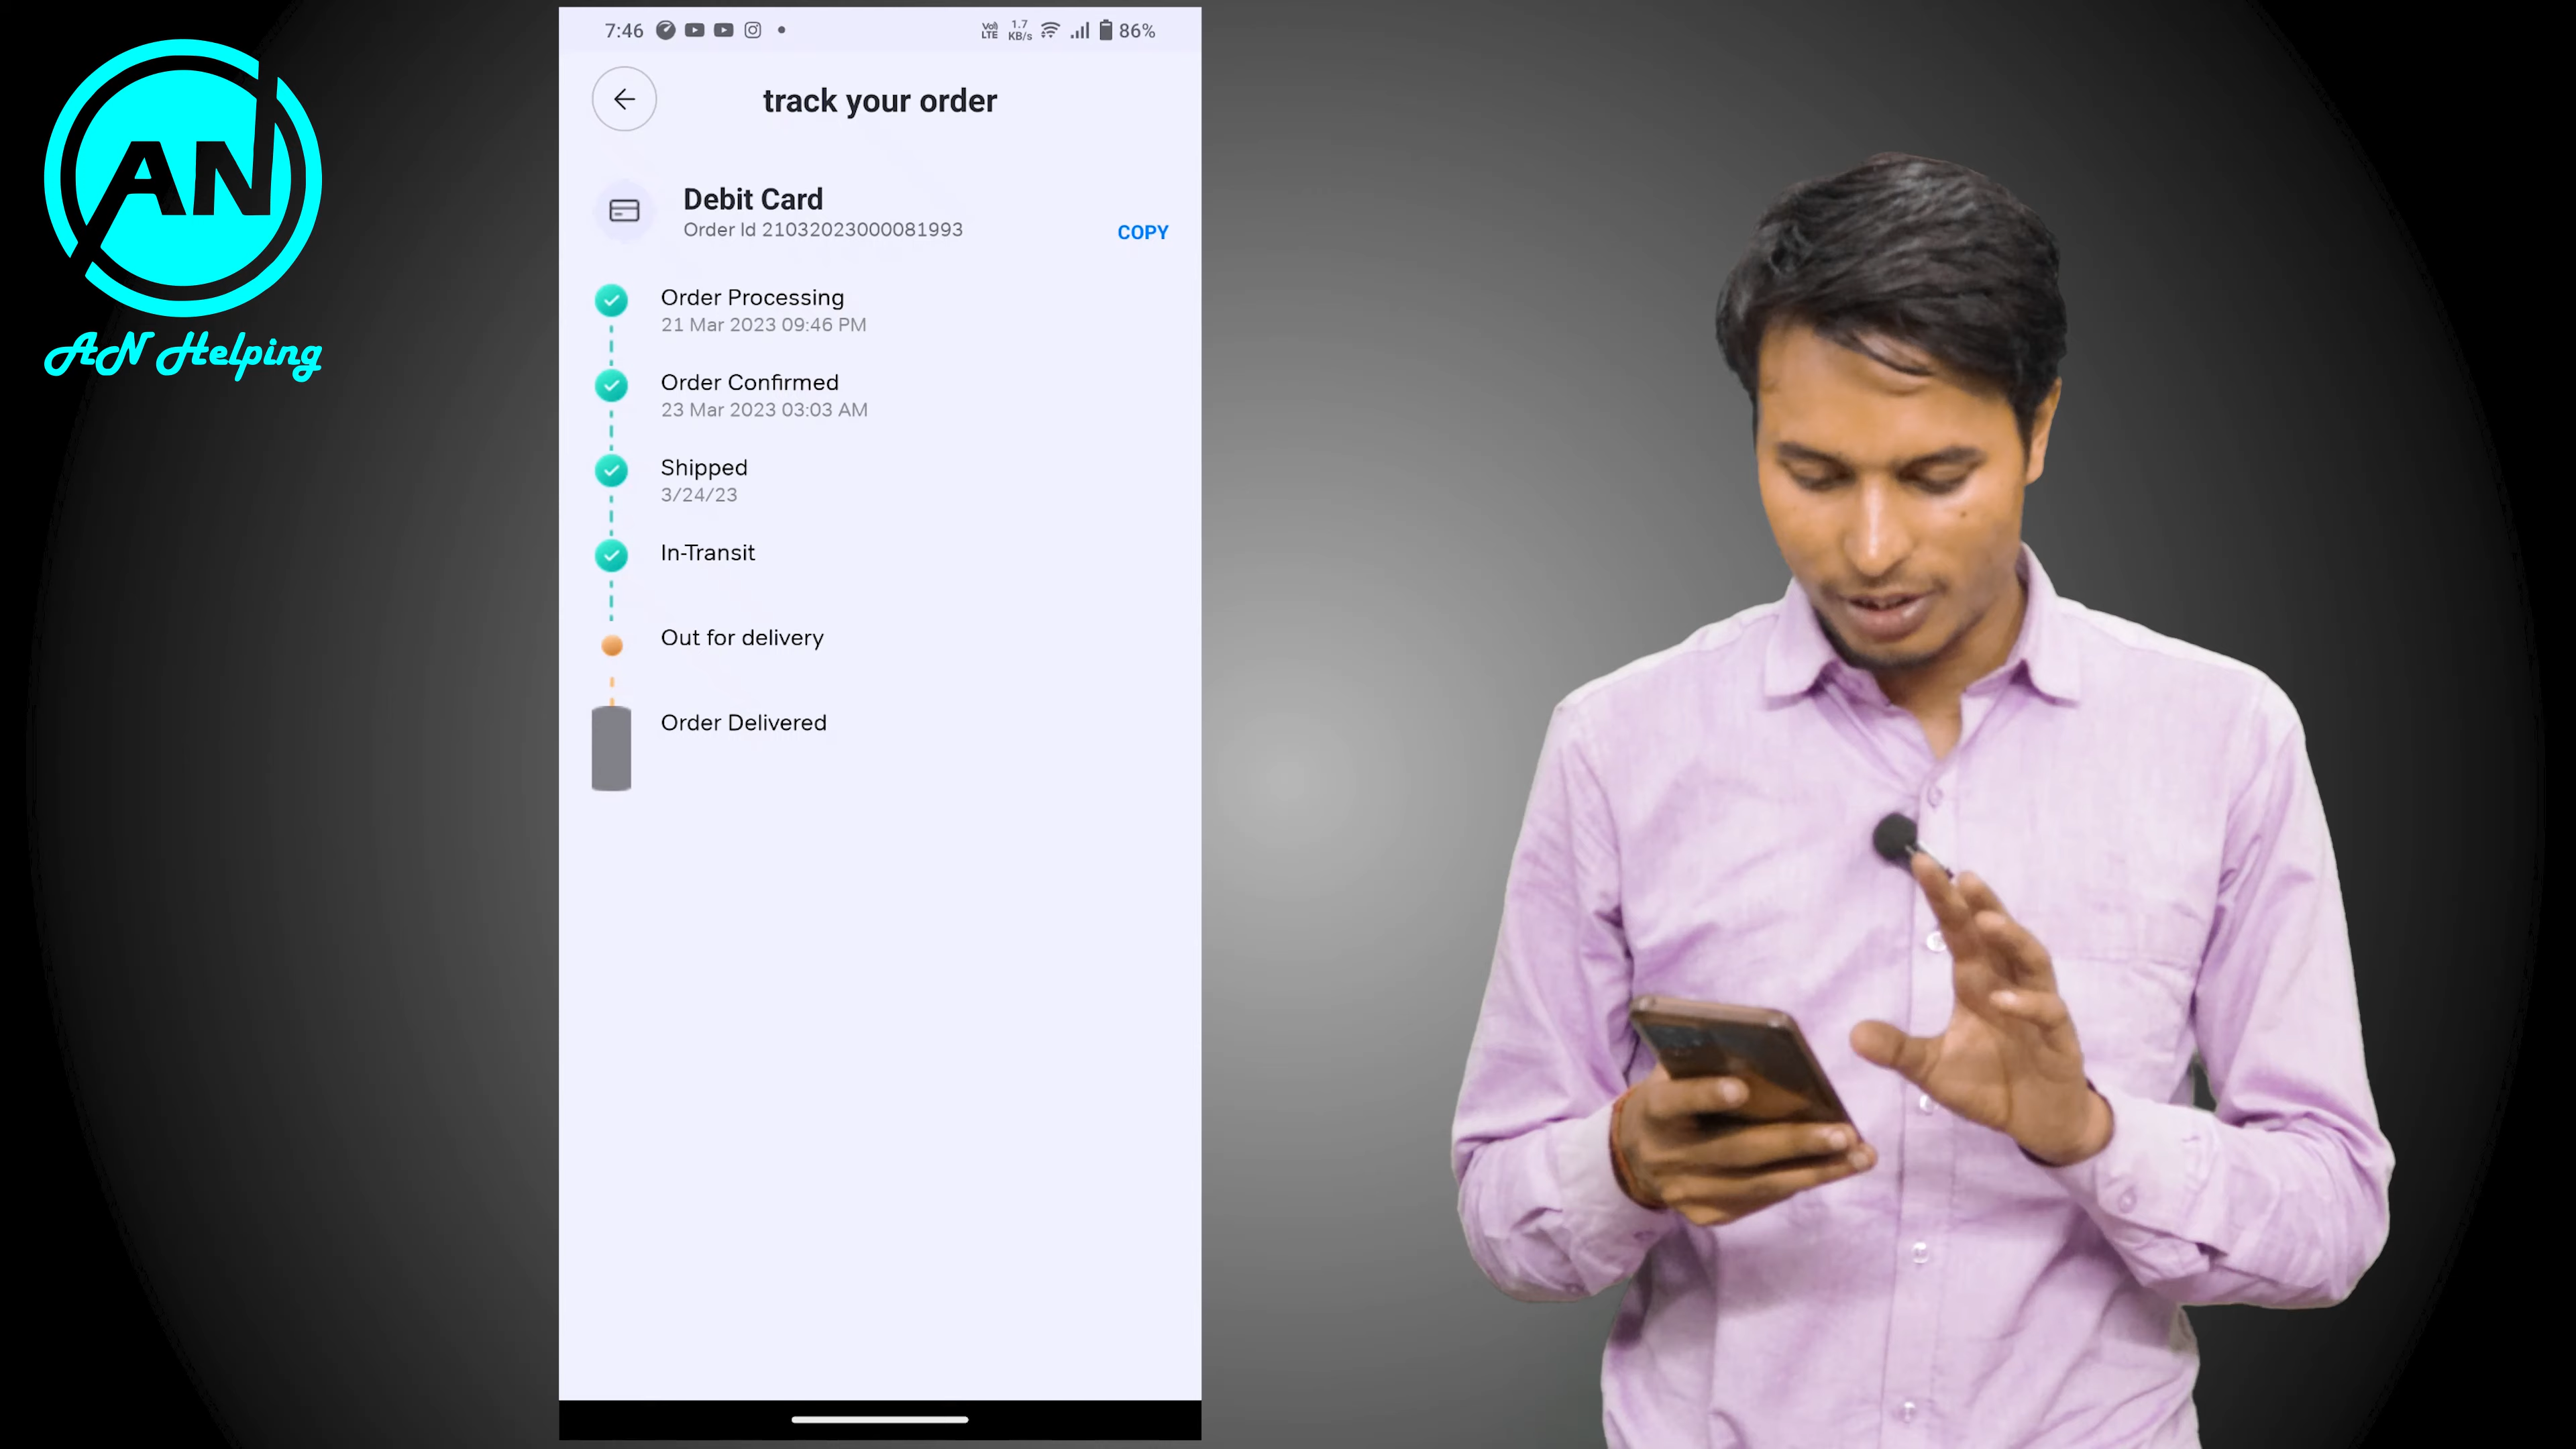 AN
AN Helping
7:46
Vol) LTE 1.7 KB/s 86%
track your order
Debit Card
Order Id 21032023000081993
COPY
Order Processing
21 Mar 2023 09:46 PM
Order Confirmed
23 Mar 2023 03:03 AM
Shipped
3/24/23
In-Transit
Out for delivery
Order Delivered